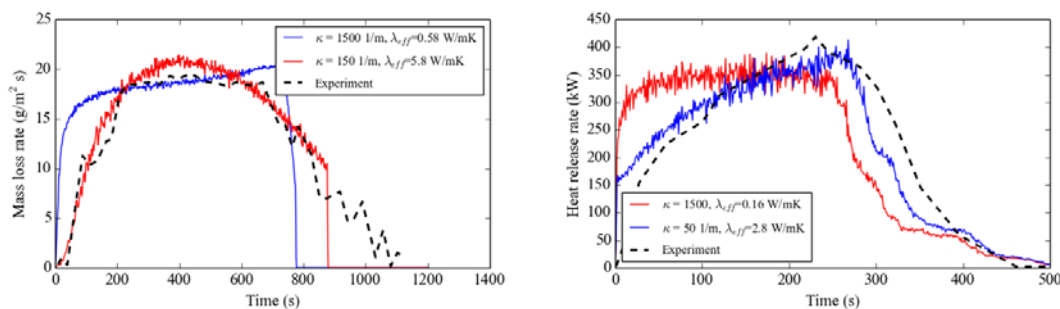 25
20
15
10
5
0
Mass loss rate (g/m² s)
κ = 1500 1/m, λeff=0.58 W/mK
κ = 150 1/m, λeff=5.8 W/mK
Experiment
0 200 400 600 800 1000 1200 1400
Time (s)
450
400
350
300
250
200
150
100
50
0
Heat release rate (kW)
κ = 1500, λeff=0.16 W/mK
κ = 50 1/m, λeff=2.8 W/mK
Experiment
0 100 200 300 400 500
Time (s)